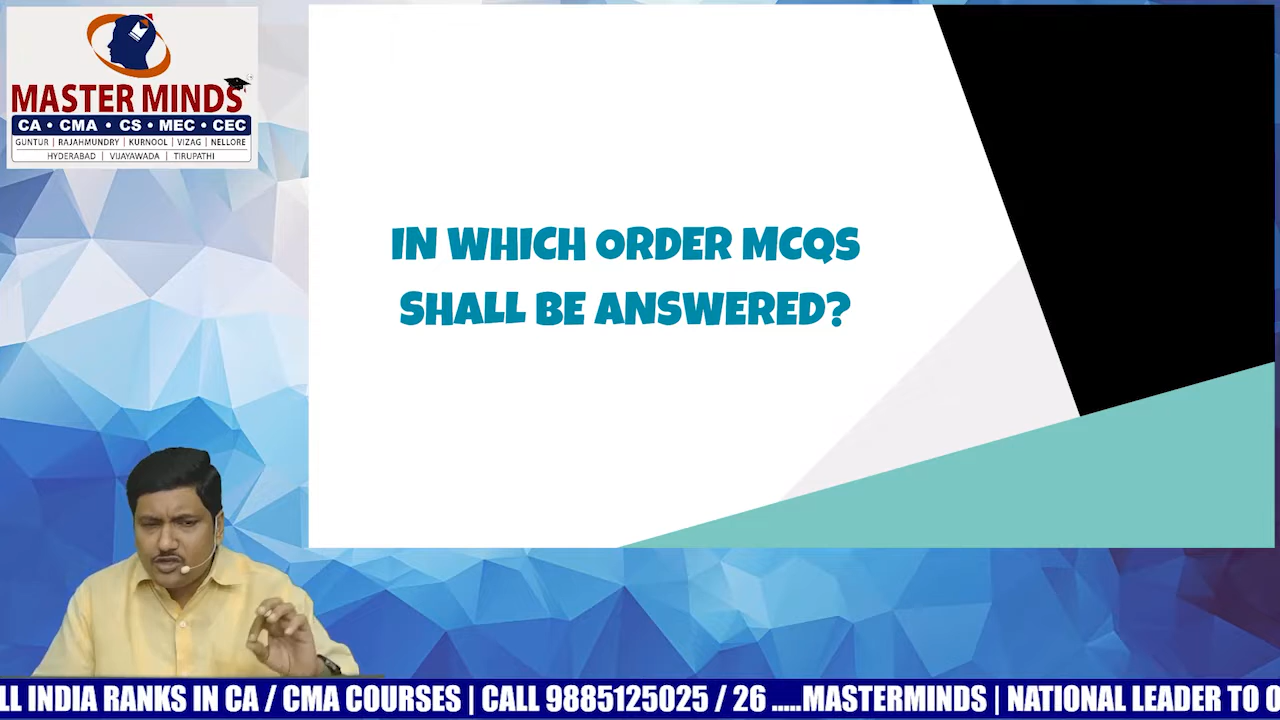 MASTER MINDS
CA • CMA • CS • MEC • CEC
GUNTUR | RAJAHMUNDRY | KURNOOL | VIZAG | NELLORE
HYDERABAD | VIJAYAWADA | TIRUPATHI
IN WHICH ORDER MCQS
SHALL BE ANSWERED?
LL INDIA RANKS IN CA / CMA COURSES | CALL 9885125025 / 26 .....MASTERMINDS | NATIONAL LEADER TO